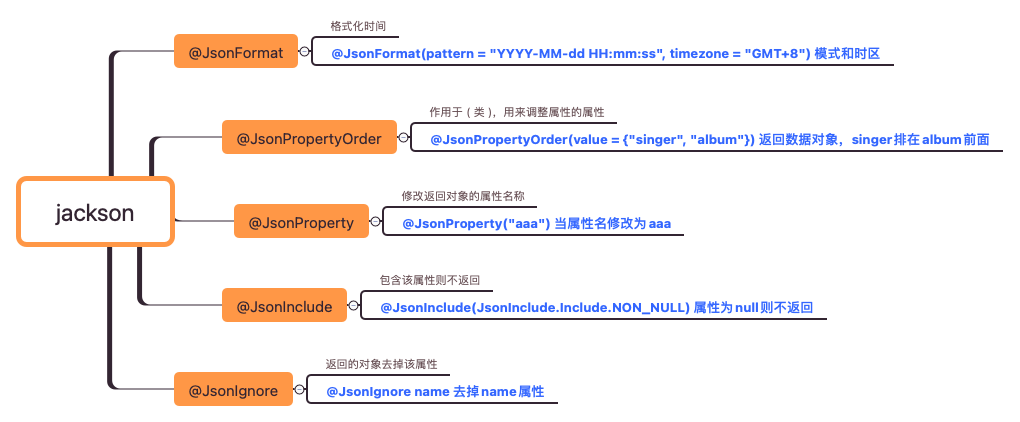 格式化时间
@JsonFormat
@JsonFormat(pattern = "YYYY-MM-dd HH:mm:ss", timezone = "GMT+8") 模式和时区
作用于 ( 类 )，用来调整属性的属性
@JsonPropertyOrder
@JsonPropertyOrder(value = {"singer", "album"}) 返回数据对象，singer排在album前面
jackson
修改返回对象的属性名称
@JsonProperty
@JsonProperty("aaa") 当属性名修改为aaa
包含该属性则不返回
@JsonInclude
@JsonInclude(JsonInclude.Include.NON_NULL) 属性为null则不返回
返回的对象去掉该属性
@JsonIgnore
@JsonIgnore name 去掉name属性